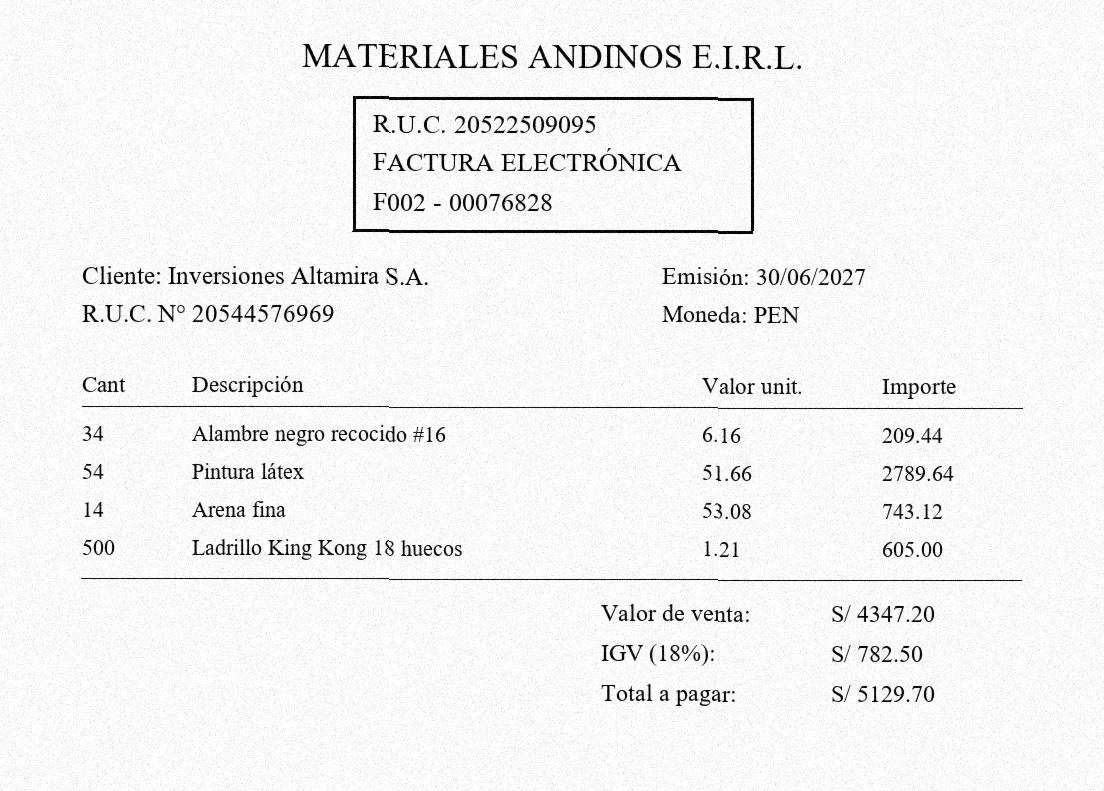 MATERIALES ANDINOS E.I.R.L.
R.U.C. 20522509095
FACTURA ELECTRÓNICA
F002 - 00076828
Cliente: Inversiones Altamira S.A. Emisión: 30/06/2027
R.U.C. N° 20544576969 Moneda: PEN
Cant Descripción Valor unit. Importe
34 Alambre negro recocido #16 6.16 209.44
54 Pintura látex 51.66 2789.64
14 Arena fina 53.08 743.12
500 Ladrillo King Kong 18 huecos 1.21 605.00
Valor de venta: S/ 4347.20
IGV (18%): S/ 782.50
Total a pagar: S/ 5129.70